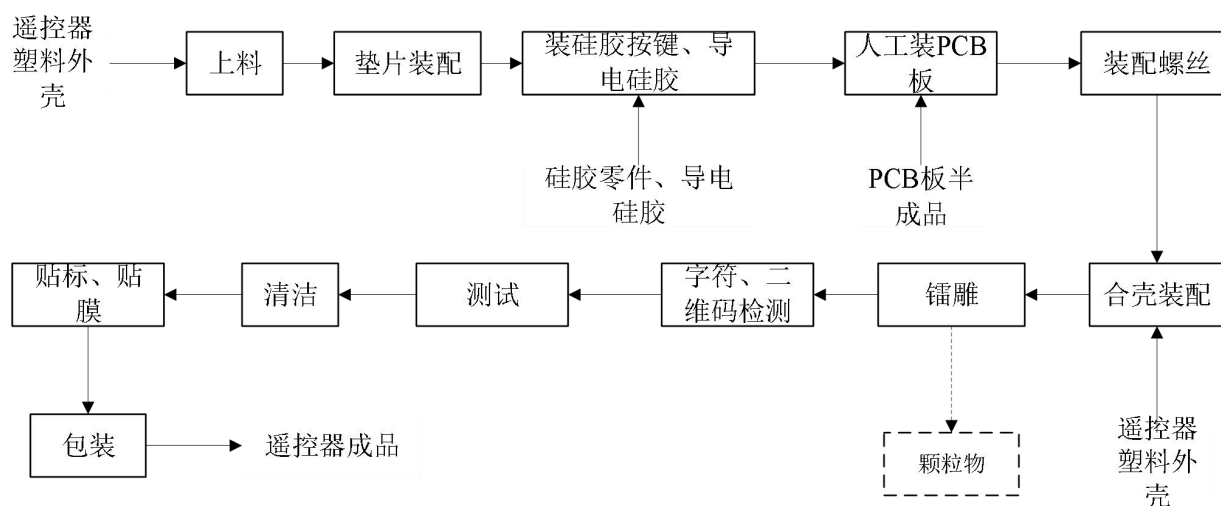 遥控器
塑料外
壳
上料
垫片装配
装硅胶按键、导
电硅胶
人工装PCB
板
装配螺丝
硅胶零件、导电
硅胶
PCB板半
成品
贴标、贴
膜
清洁
测试
字符、二
维码检测
镭雕
合壳装配
包装
遥控器成品
颗粒物
遥控器
塑料外
壳